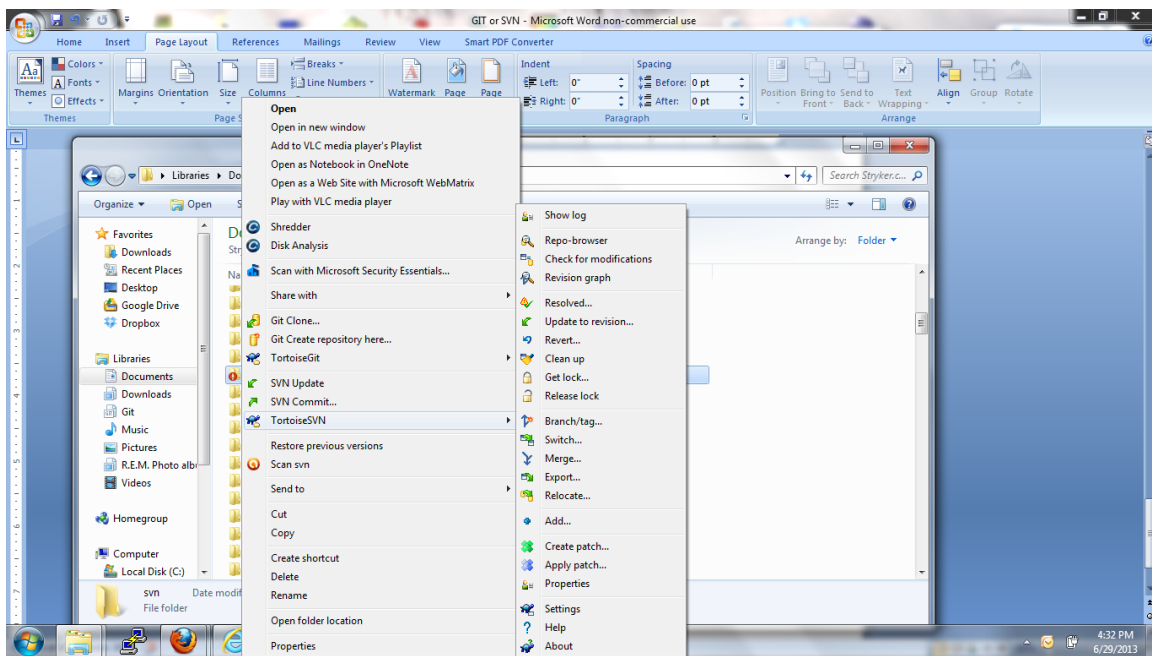 GIT or SVN - Microsoft Word non-commercial use
Home Insert Page Layout References Mailings Review View Smart PDF Converter
Colors
Fonts
Effects
Themes
Margins Orientation Size Columns
Breaks
Line Numbers
Watermark Page Page
Indent
Left: 0"
Right: 0"
Spacing
Before: 0 pt
After: 0 pt
Position Bring to Front Send to Back Text Wrapping Align Group Rotate
Themes Page S Paragraph Arrange
Libraries Do
Search Stryker.c...
Organize Open S
Favorites
Downloads
Recent Places
Desktop
Google Drive
Dropbox
Libraries
Documents
Downloads
Git
Music
Pictures
R.E.M. Photo alb
Videos
Homegroup
Computer
Local Disk (C:)
Arrange by: Folder
Na
Open
Open in new window
Add to VLC media player's Playlist
Open as Notebook in OneNote
Open as a Web Site with Microsoft WebMatrix
Play with VLC media player
Shredder
Disk Analysis
Scan with Microsoft Security Essentials...
Share with
Git Clone...
Git Create repository here...
TortoiseGit
SVN Update
SVN Commit...
TortoiseSVN
Restore previous versions
Scan svn
Send to
Cut
Copy
Create shortcut
Delete
Rename
Open folder location
Properties
Show log
Repo-browser
Check for modifications
Revision graph
Resolved...
Update to revision...
Revert...
Clean up
Get lock...
Release lock
Branch/tag...
Switch...
Merge...
Export...
Relocate...
Add...
Create patch...
Apply patch...
Properties
Settings
Help
About
svn Date modif
File folder
4:32 PM
6/29/2013